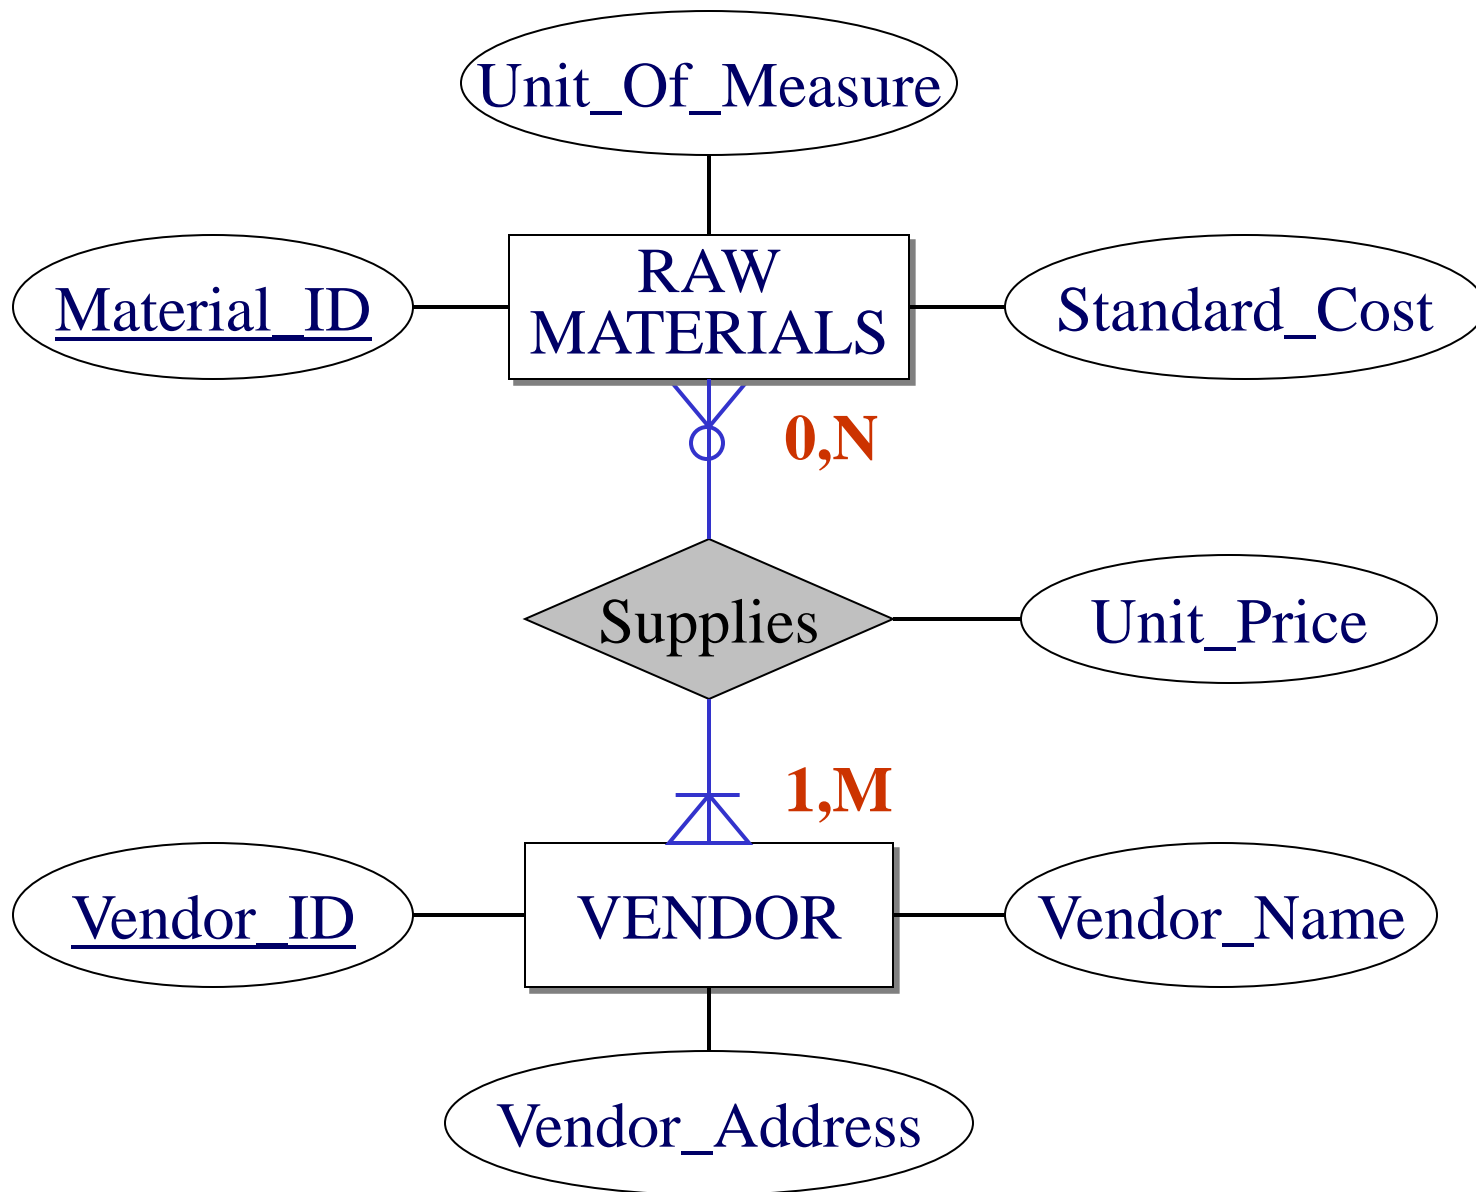 Unit_Of_Measure
RAW
MATERIALS
Material_ID
Standard_Cost
0,N
Supplies
Unit_Price
1,M
Vendor_ID
VENDOR
Vendor_Name
Vendor_Address